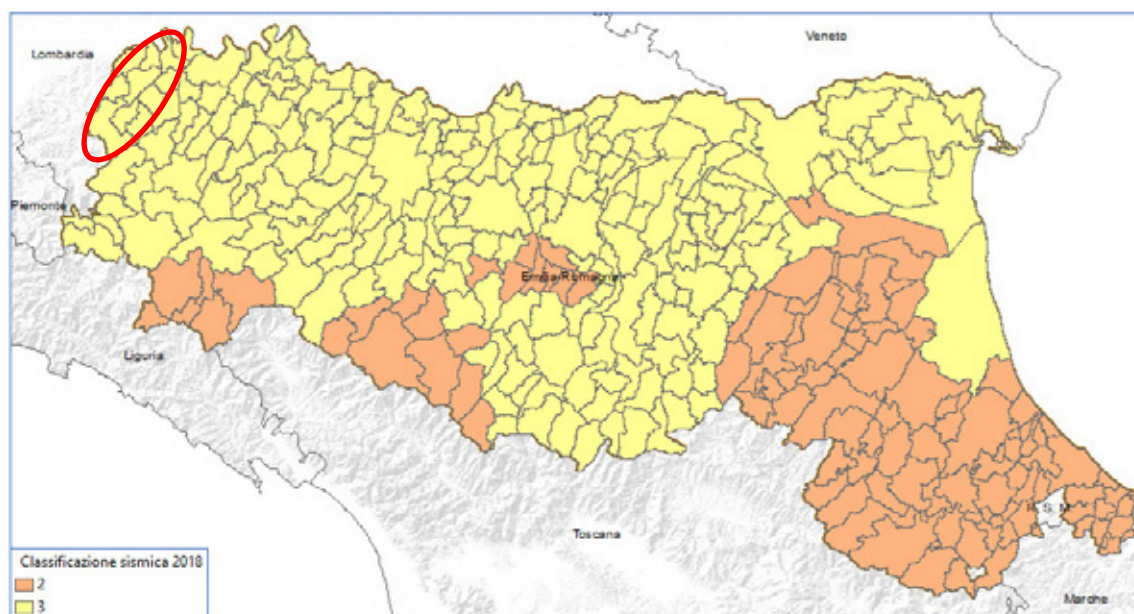 Lombardia
Veneto
Piemonte
Emilia-Romagna
Liguria
R. S. M.
Toscana
Marche
Classificazione sismica 2018
2
3